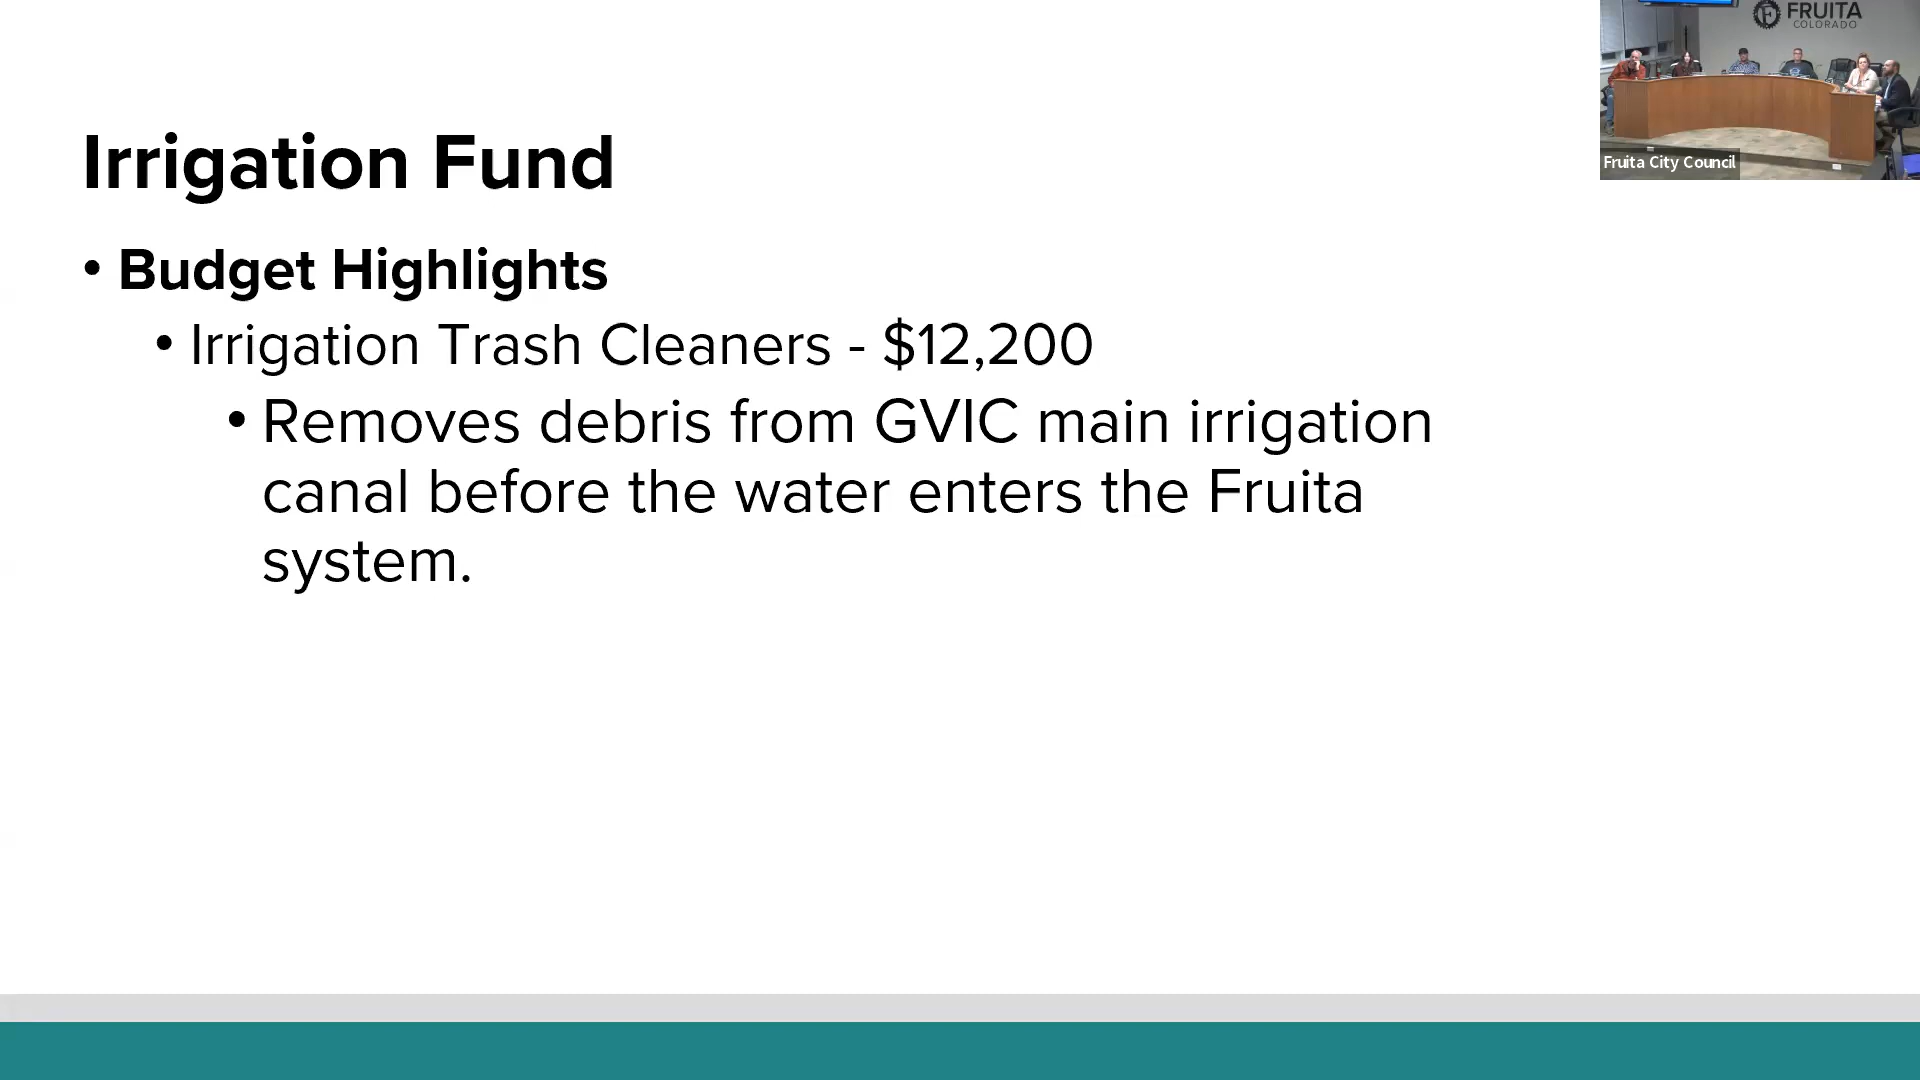 FRUITA
COLORADO
Fruita City Council
Irrigation Fund
• Budget Highlights
• Irrigation Trash Cleaners - $12,200
• Removes debris from GVIC main irrigation
canal before the water enters the Fruita
system.